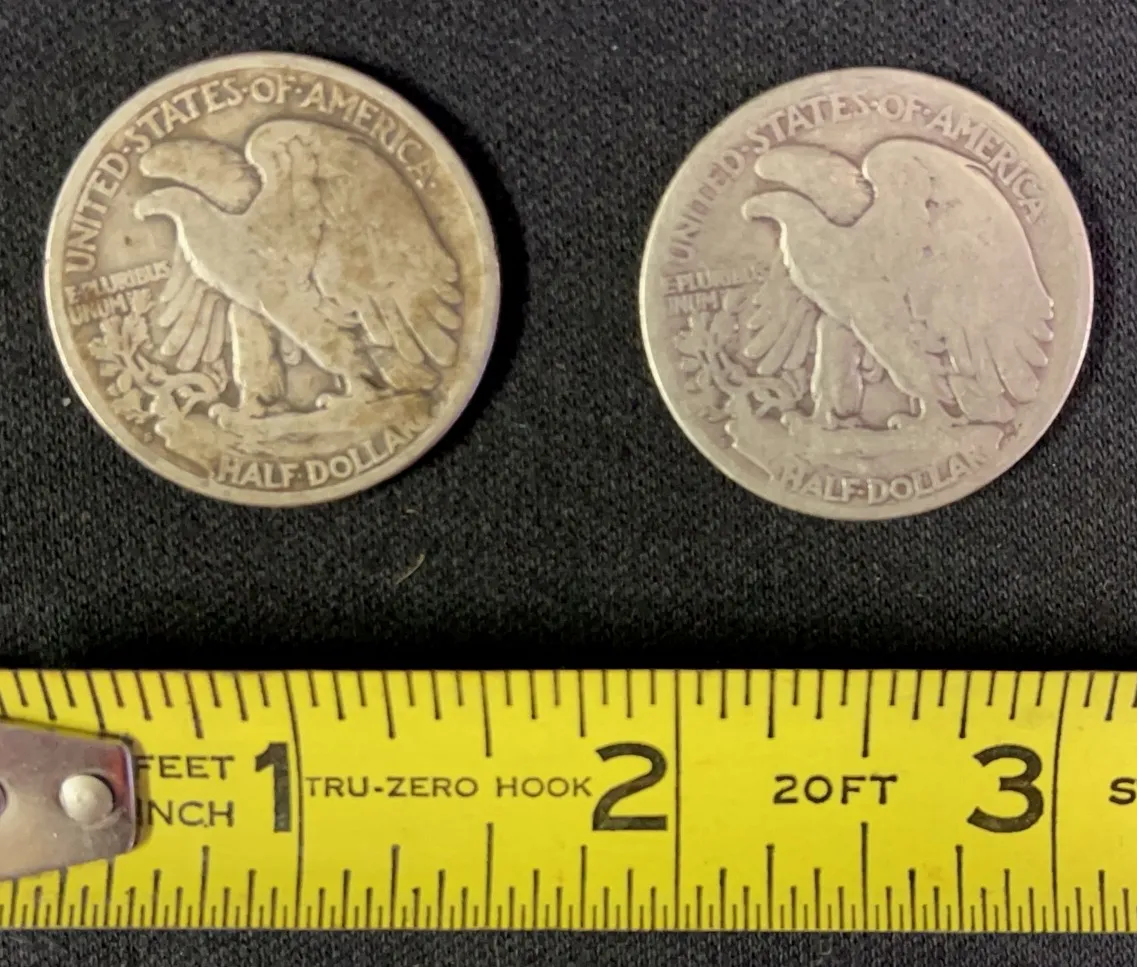 UNITED·STATES·OF·AMERICA·
E·PLURIBUS
UNUM
HALF·DOLLAR
UNITED·STATES·OF·AMERICA
E·PLURIBUS
UNUM
HALF·DOLLAR
FEET
INCH
1
TRU-ZERO HOOK
2
20FT
3
S